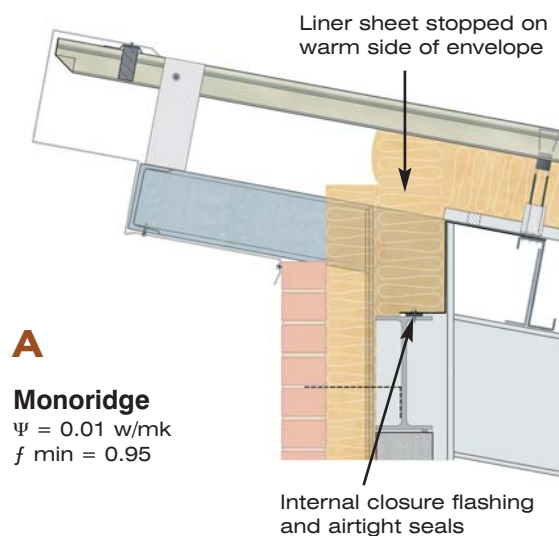 Liner sheet stopped on
warm side of envelope
A
Monoridge
Ψ = 0.01 w/mk
ƒ min = 0.95
Internal closure flashing
and airtight seals